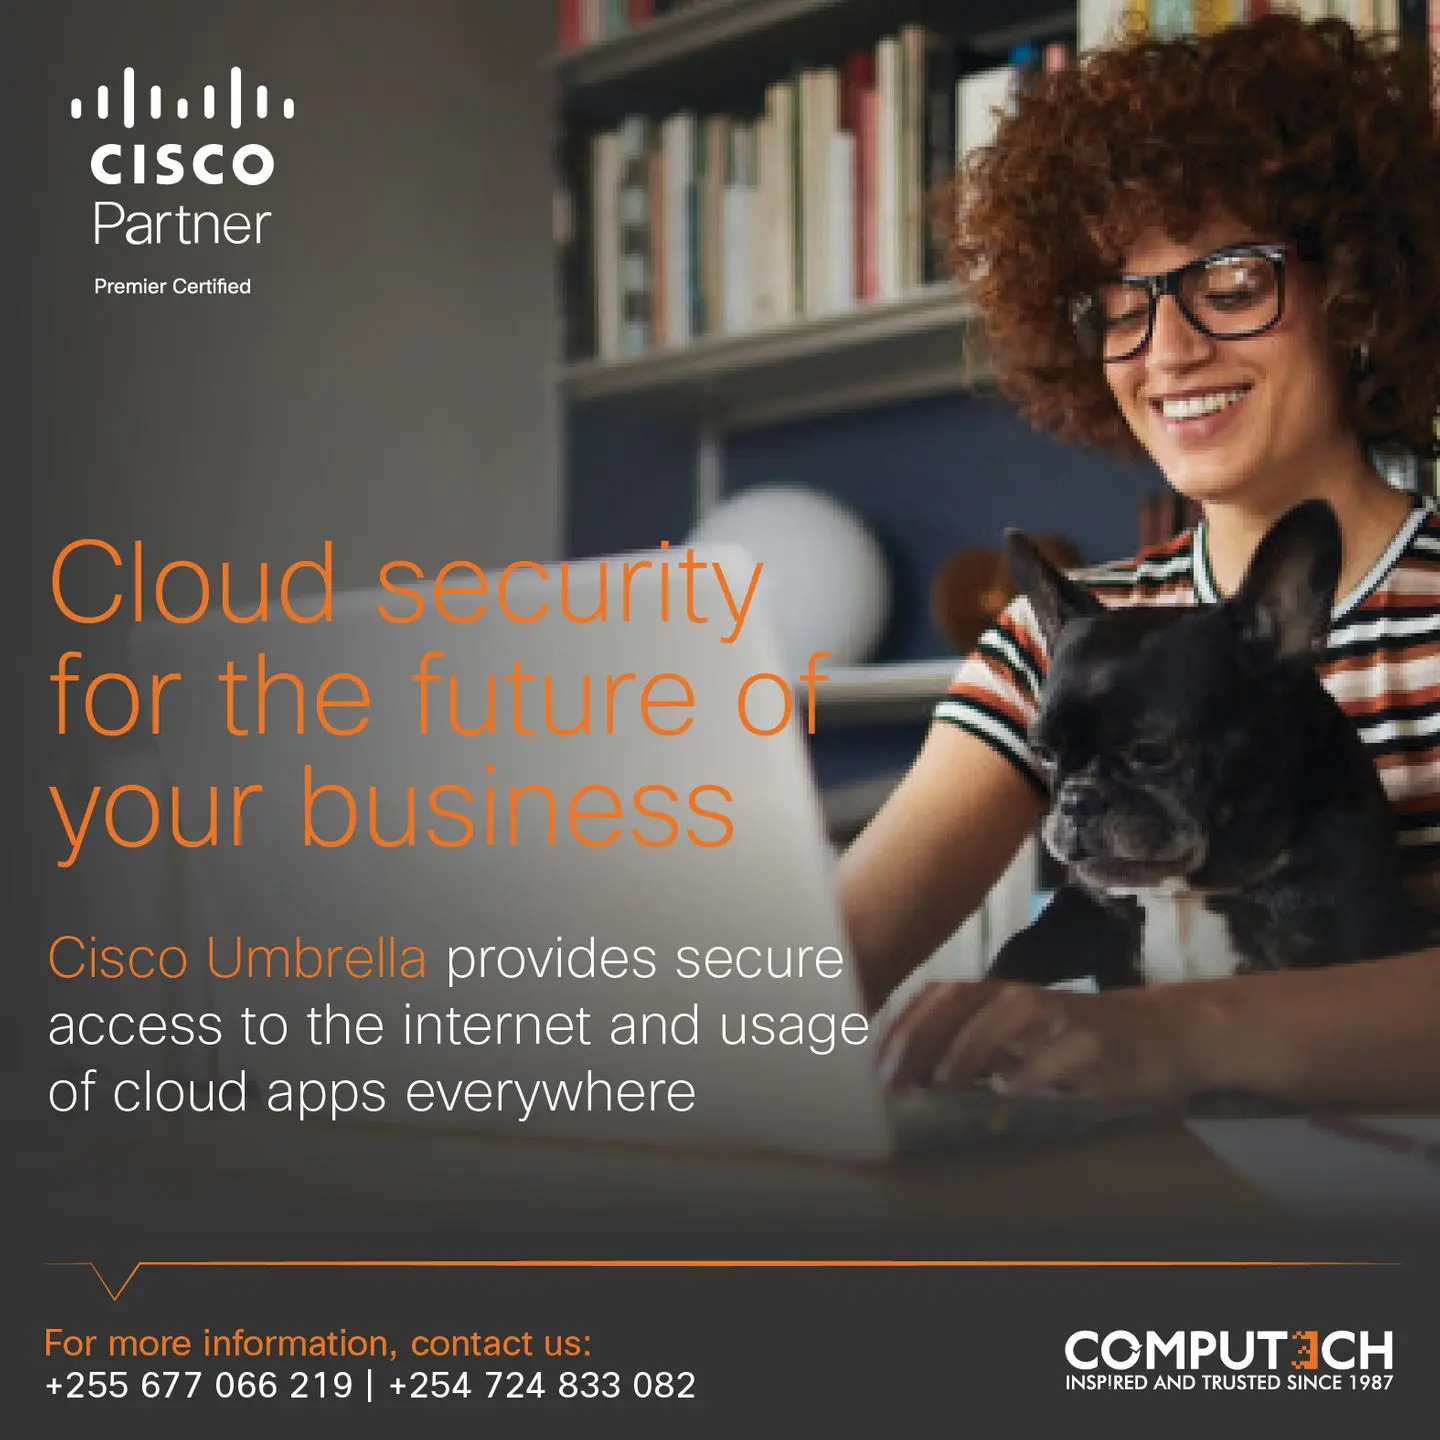 CISCO
Partner
Premier Certified
Cloud security
for the future of
your business
Cisco Umbrella provides secure
access to the internet and usage
of cloud apps everywhere
For more information, contact us:
+255 677 066 219 | +254 724 833 082
COMPUTECH
INSPIRED AND TRUSTED SINCE 1987